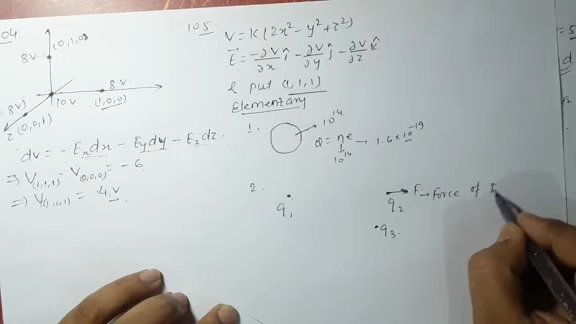 04
8V
(0,1,0)
8V
8V)
10V
(1,0,0)
Z (0,0,1)
dv = -Exdx - Eydy - Ezdz.
⇒ V(1,1,1) - V(0,0,0) = -6
⇒ V(1,1,1) = 4V
105
V = K(2x² - y² + z²)
E⃗ = -∂V/∂x î - ∂V/∂y ĵ - ∂V/∂z k̂
& put (1,1,1)
Elementary
1.
10¹⁴
Q = ne → 1.6×10⁻¹⁹
10¹⁴
2.
q₁
F → Force of
q₂
q₃